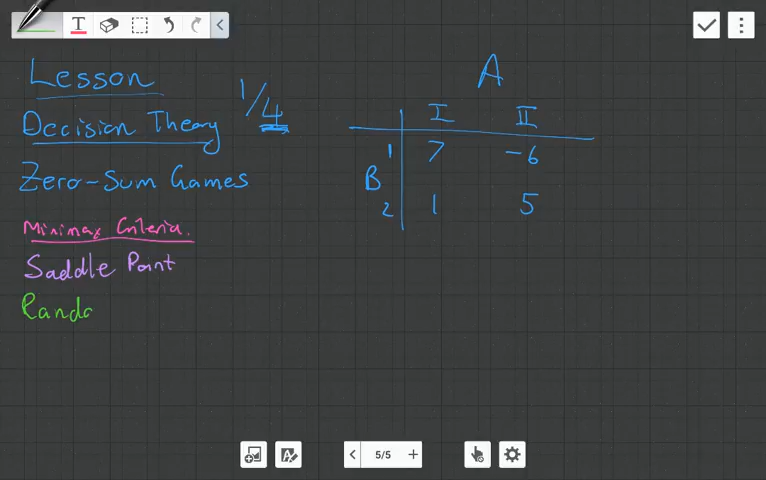 Lesson
Decision Theory
1/4
Zero-Sum Games
Minimax Criteria.
Saddle Point
Rando
A
I II
1 7 -6
B
2 1 5
T
A
5/5